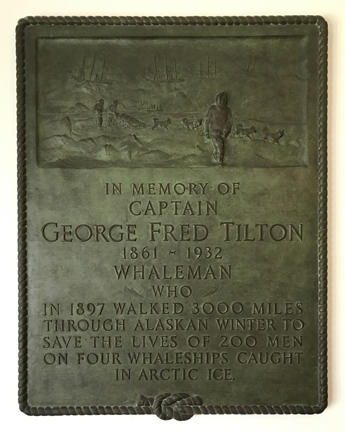 IN MEMORY OF
CAPTAIN
GEORGE FRED TILTON
1861 ~ 1932
WHALEMAN
WHO
IN 1897 WALKED 3000 MILES
THROUGH ALASKAN WINTER TO
SAVE THE LIVES OF 200 MEN
ON FOUR WHALESHIPS CAUGHT
IN ARCTIC ICE.